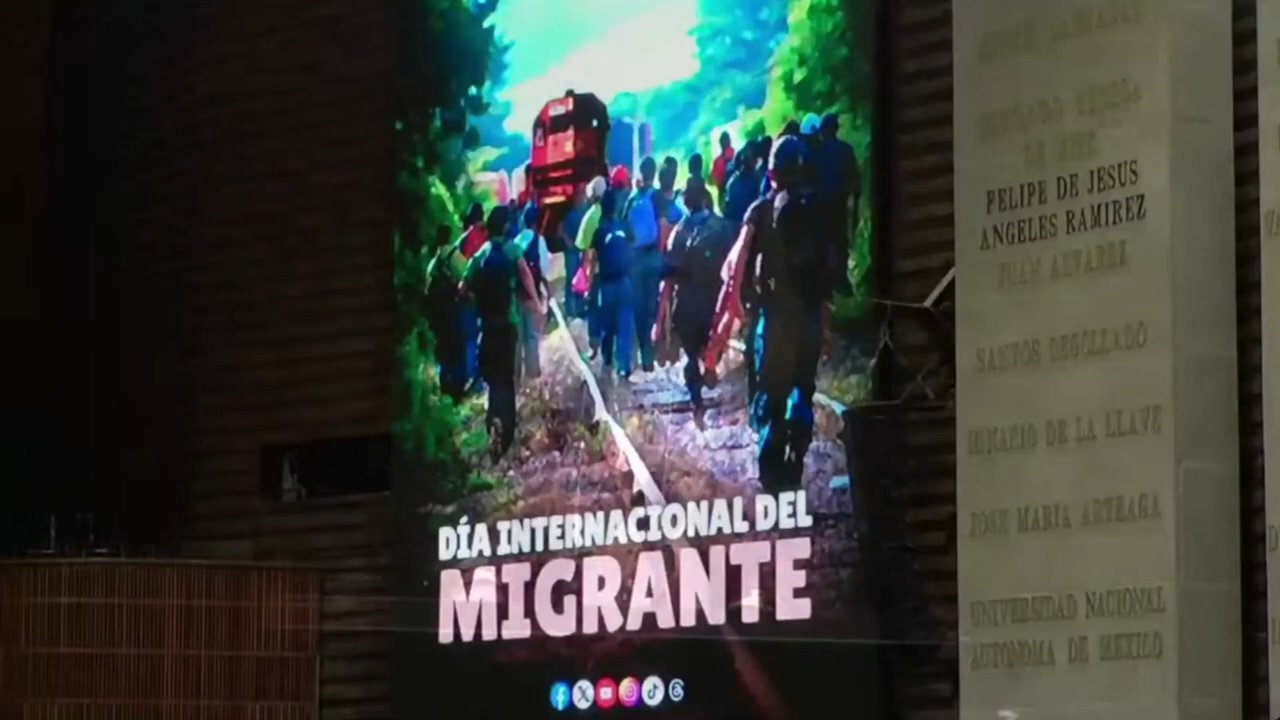 DÍA INTERNACIONAL DEL
MIGRANTE
FELIPE DE JESUS
ANGELES RAMIREZ
JUAN ALVAREZ
SANTOS DEGOLLADO
IGNACIO DE LA LLAVE
JOSE MARIA ARTEAGA
UNIVERSIDAD NACIONAL
AUTONOMA DE MEXICO